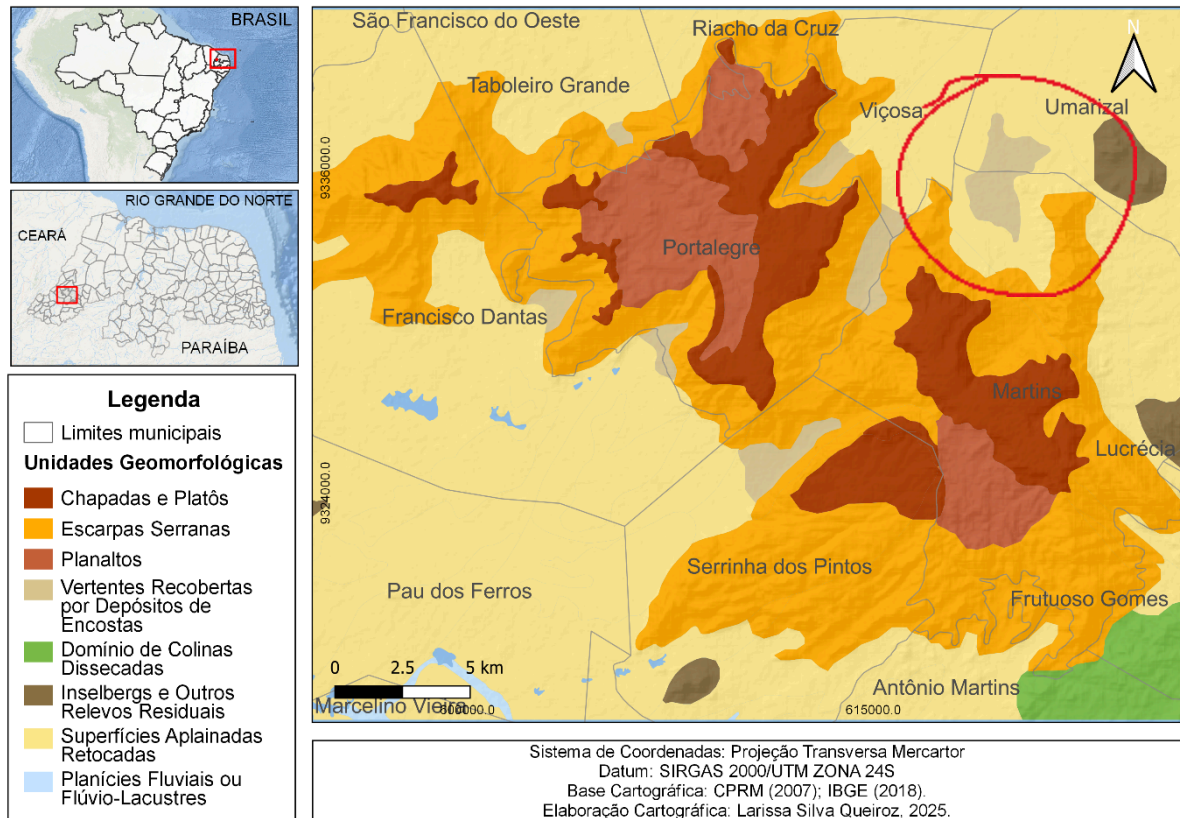 BRASIL
RIO GRANDE DO NORTE
CEARÁ
PARAÍBA
Legenda
Limites municipais
Unidades Geomorfológicas
Chapadas e Platôs
Escarpas Serranas
Planaltos
Vertentes Recobertas
por Depósitos de
Encostas
Domínio de Colinas
Dissecadas
Inselbergs e Outros
Relevos Residuais
Superfícies Aplainadas
Retocadas
Planícies Fluviais ou
Flúvio-Lacustres
São Francisco do Oeste
Riacho da Cruz
N
Taboleiro Grande
Viçosa
Umarizal
9336000.0
Portalegre
Francisco Dantas
Martins
Lucrécia
9324000.0
Serrinha dos Pintos
Pau dos Ferros
Frutuoso Gomes
0 2.5 5 km
Antônio Martins
Marcelino Vieira
600000.0
615000.0
Sistema de Coordenadas: Projeção Transversa Mercartor
Datum: SIRGAS 2000/UTM ZONA 24S
Base Cartográfica: CPRM (2007); IBGE (2018).
Elaboração Cartográfica: Larissa Silva Queiroz, 2025.